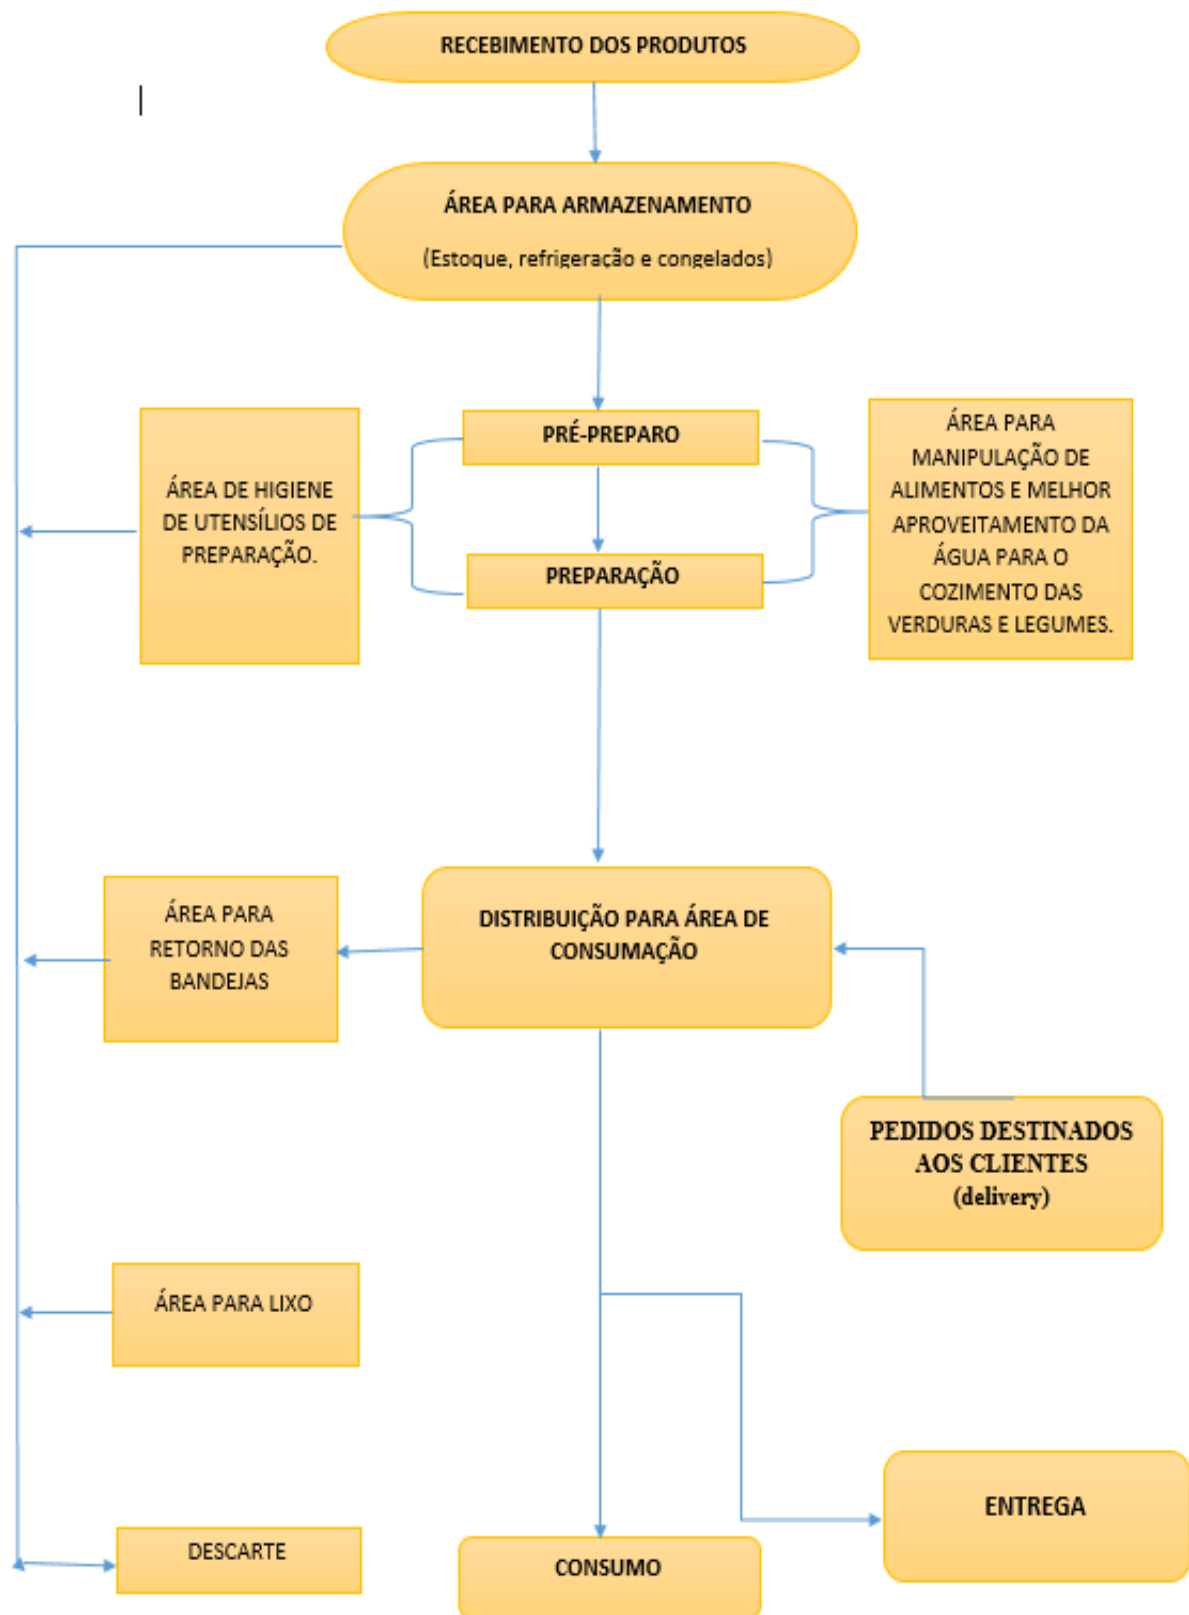 RECEBIMENTO DOS PRODUTOS
ÁREA PARA ARMAZENAMENTO
(Estoque, refrigeração e congelados)
PRÉ-PREPARO
ÁREA DE HIGIENE
DE UTENSÍLIOS DE
PREPARAÇÃO.
ÁREA PARA
MANIPULAÇÃO DE
ALIMENTOS E MELHOR
APROVEITAMENTO DA
ÁGUA PARA O
COZIMENTO DAS
VERDURAS E LEGUMES.
PREPARAÇÃO
ÁREA PARA
RETORNO DAS
BANDEJAS
DISTRIBUIÇÃO PARA ÁREA DE
CONSUMAÇÃO
PEDIDOS DESTINADOS
AOS CLIENTES
(delivery)
ÁREA PARA LIXO
ENTREGA
DESCARTE
CONSUMO